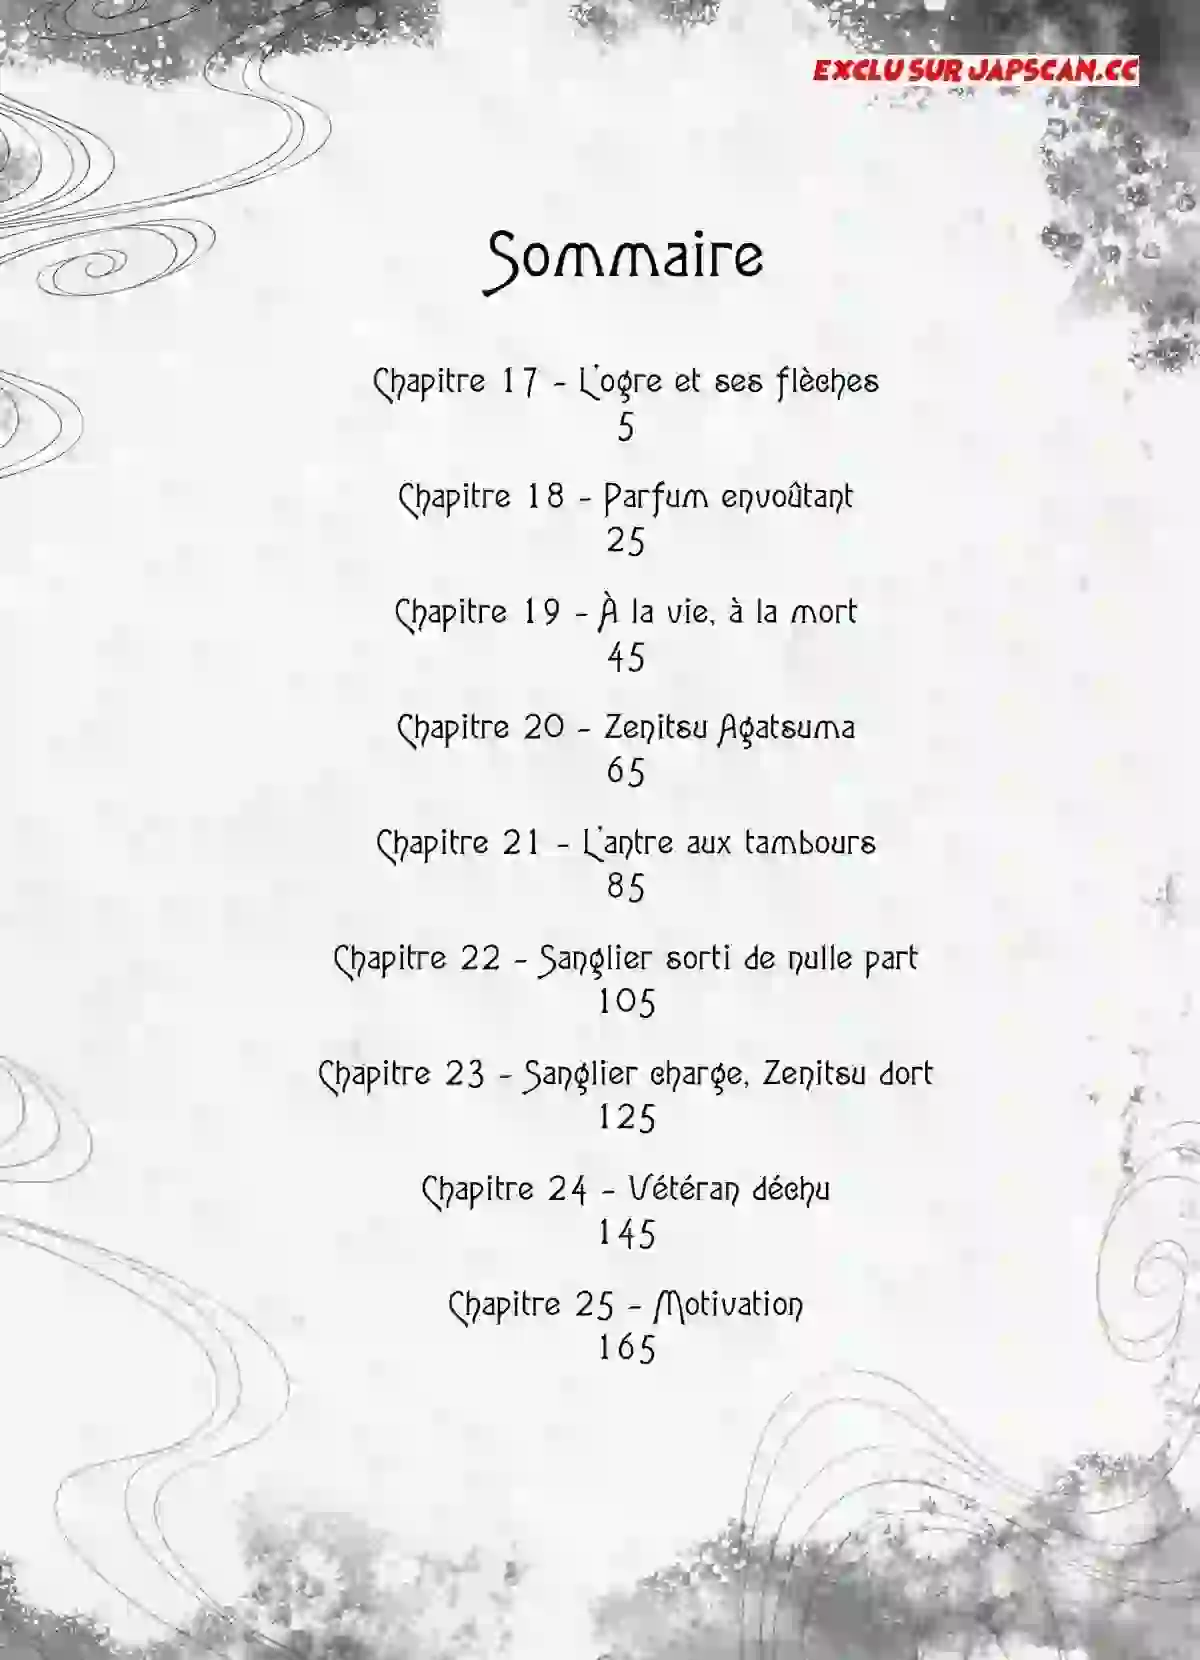 EXCLU SUR JAPSCAN.CC
Sommaire
Chapitre 17 - L'ogre et ses flèches
5
Chapitre 18 - Parfum envoûtant
25
Chapitre 19 - À la vie, à la mort
45
Chapitre 20 - Zenitsu Agatsuma
65
Chapitre 21 - L'antre aux tambours
85
Chapitre 22 - Sanglier sorti de nulle part
105
Chapitre 23 - Sanglier charge, Zenitsu dort
125
Chapitre 24 - Vétéran déchu
145
Chapitre 25 - Motivation
165